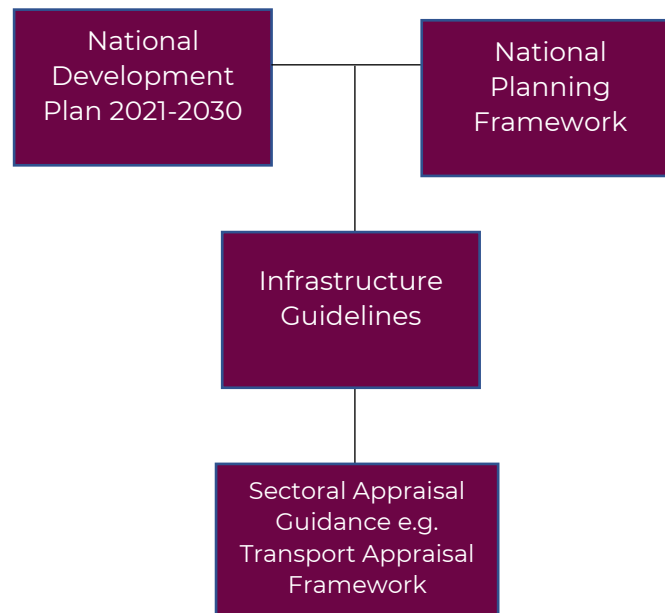 National
Development
Plan 2021-2030
National
Planning
Framework
Infrastructure
Guidelines
Sectoral Appraisal
Guidance e.g.
Transport Appraisal
Framework